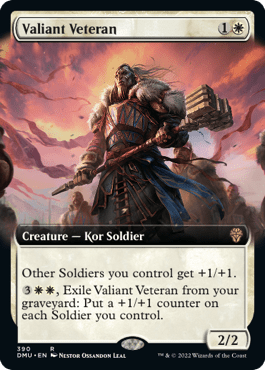 Valiant Veteran 1
Creature — Kor Soldier
Other Soldiers you control get +1/+1.
3, Exile Valiant Veteran from your
graveyard: Put a +1/+1 counter on
each Soldier you control.
2/2
390 R
DMU • EN NESTOR OSSANDON LEAL
™ & © 2022 Wizards of the Coast